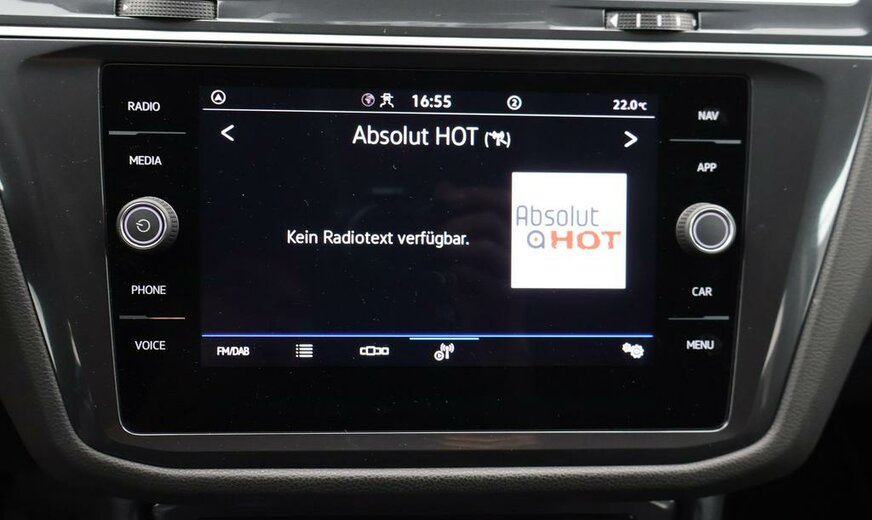 RADIO
MEDIA
PHONE
VOICE
16:55
2
22.0°C
< Absolut HOT >
Kein Radiotext verfügbar.
Absolut
HOT
FM/DAB
NAV
APP
CAR
MENU